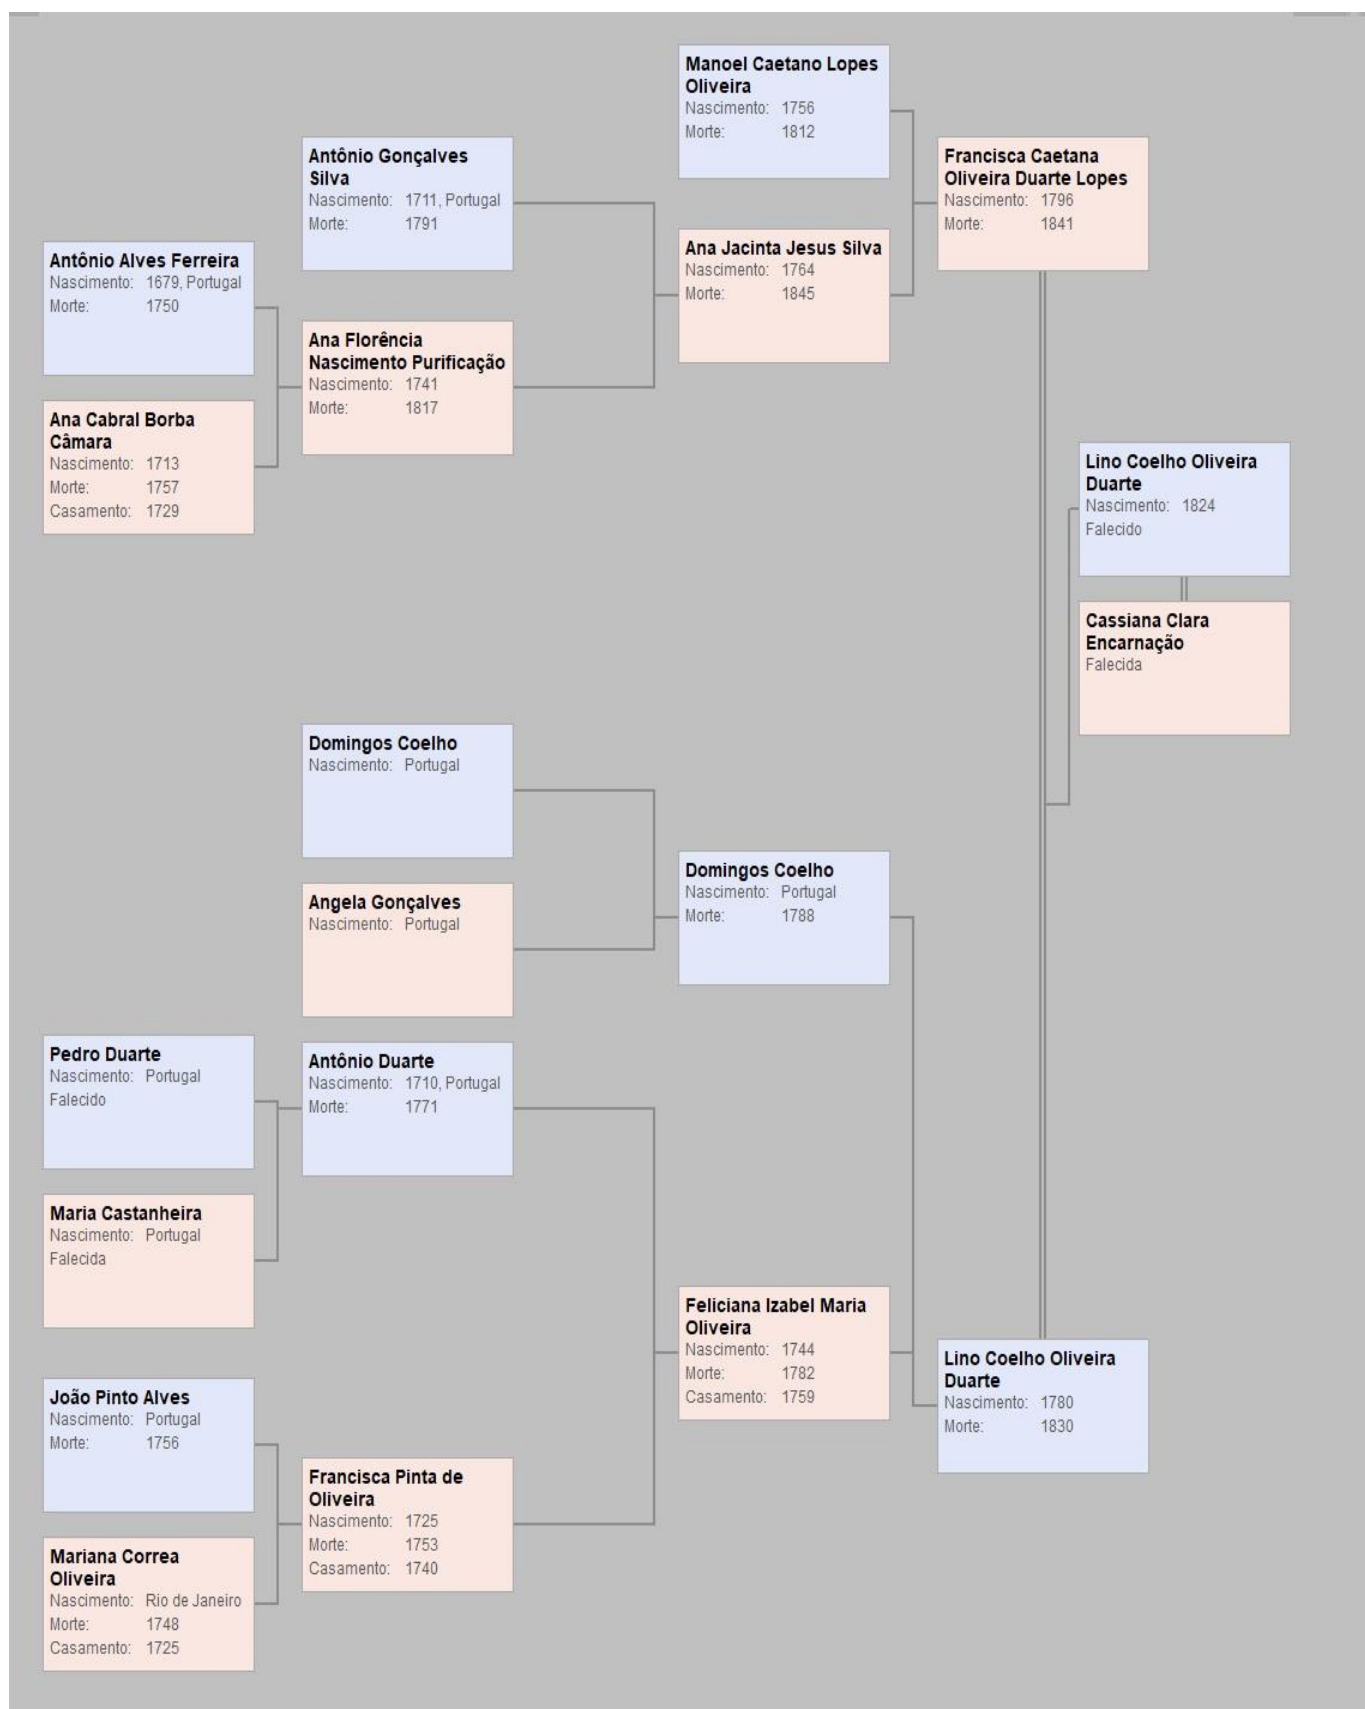 Manoel Caetano Lopes
Oliveira
Nascimento: 1756
Morte: 1812
Antônio Gonçalves
Silva
Nascimento: 1711, Portugal
Morte: 1791
Francisca Caetana
Oliveira Duarte Lopes
Nascimento: 1796
Morte: 1841
Antônio Alves Ferreira
Nascimento: 1679, Portugal
Morte: 1750
Ana Jacinta Jesus Silva
Nascimento: 1764
Morte: 1845
Ana Florência
Nascimento Purificação
Nascimento: 1741
Morte: 1817
Ana Cabral Borba
Câmara
Nascimento: 1713
Morte: 1757
Casamento: 1729
Lino Coelho Oliveira
Duarte
Nascimento: 1824
Falecido
Cassiana Clara
Encarnação
Falecida
Domingos Coelho
Nascimento: Portugal
Angela Gonçalves
Nascimento: Portugal
Domingos Coelho
Nascimento: Portugal
Morte: 1788
Pedro Duarte
Nascimento: Portugal
Falecido
Antônio Duarte
Nascimento: 1710, Portugal
Morte: 1771
Maria Castanheira
Nascimento: Portugal
Falecida
Feliciana Izabel Maria
Oliveira
Nascimento: 1744
Morte: 1782
Casamento: 1759
Lino Coelho Oliveira
Duarte
Nascimento: 1780
Morte: 1830
João Pinto Alves
Nascimento: Portugal
Morte: 1756
Francisca Pinta de
Oliveira
Nascimento: 1725
Morte: 1753
Casamento: 1740
Mariana Correa
Oliveira
Nascimento: Rio de Janeiro
Morte: 1748
Casamento: 1725